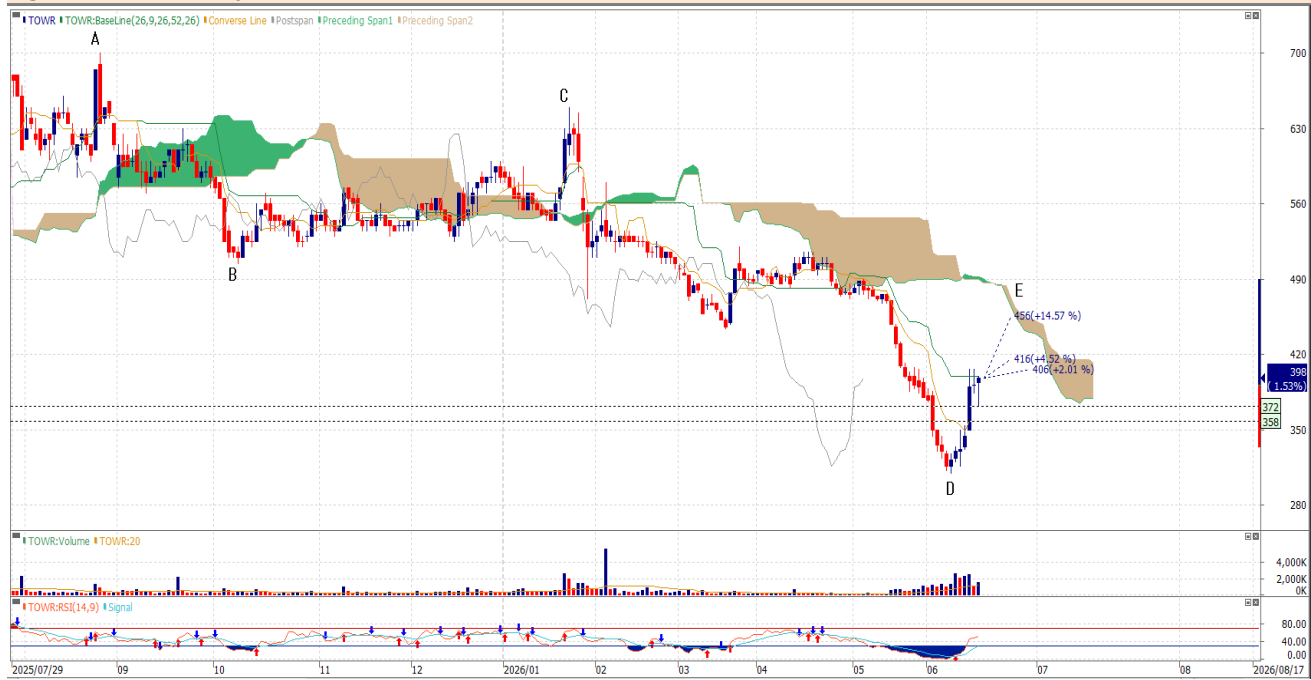 TOWR TOWR:BaseLine(26,9,26,52,26) Converse Line Postspan Preceding Span1 Preceding Span2
A
700
C
630
560
B
490
E
456(+14.57 %)
420
416(+4.52 %)
406(+2.01 %)
398
( 1.53%)
372
358
350
D
280
TOWR:Volume TOWR:20
4,000K
2,000K
0K
TOWR:RSI(14,9) Signal
80.00
40.00
0.00
2025/07/29 09 10 11 12 2026/01 02 03 04 05 06 07 08 2026/08/17